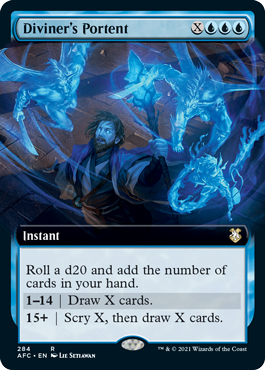 Diviner's Portent X
Instant
Roll a d20 and add the number
of cards in your hand.
1–14 | Draw X cards.
15+ | Scry X, then draw X cards.
284 R
AFC • EN LIE SETIAWAN ™ & © 2021 Wizards of the Coast